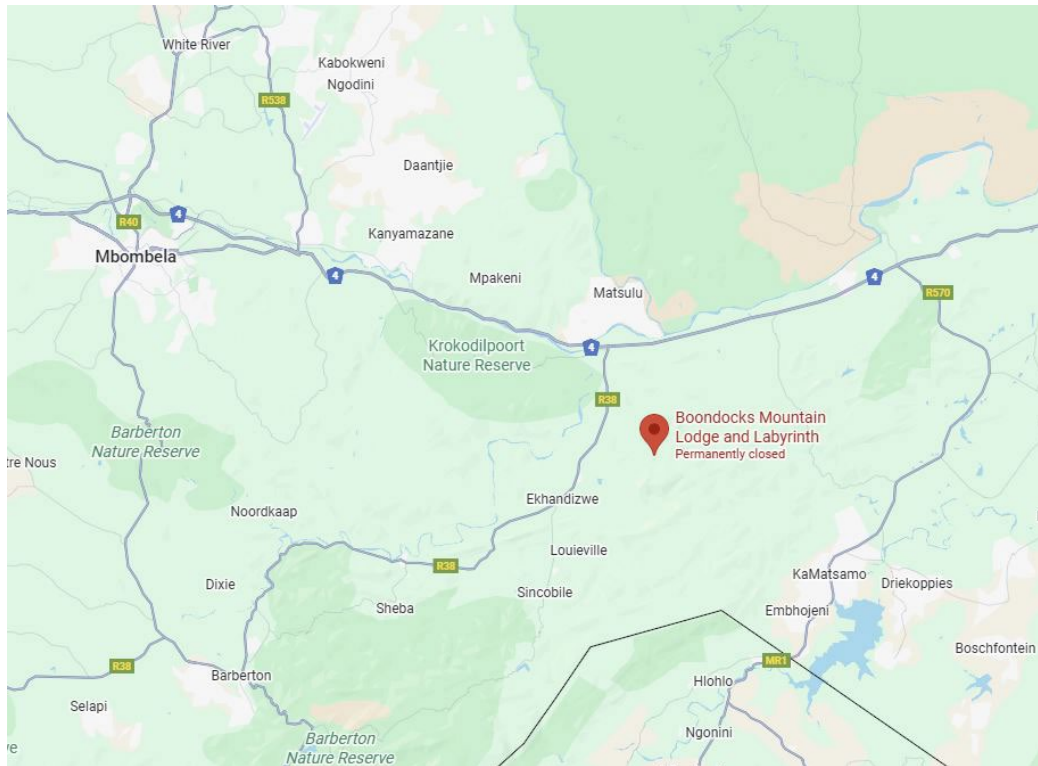 White River
Kabokweni
Ngodini
R538
Daantjie
4
R40
Kanyamazane
Mbombela
4
Mpakeni
Matsulu
4
R570
Krokodilpoort
Nature Reserve
4
R38
Boondocks Mountain
Lodge and Labyrinth
Permanently closed
Barberton
Nature Reserve
tre Nous
Ekhandizwe
Noordkaap
Louieville
R38
Dixie
KaMatsamo
Driekoppies
Sheba
Sincobile
Embhojeni
Boschfontein
MR1
R38
Barberton
Hlohlo
Selapi
Ngonini
Barberton
Nature Reserve
ve